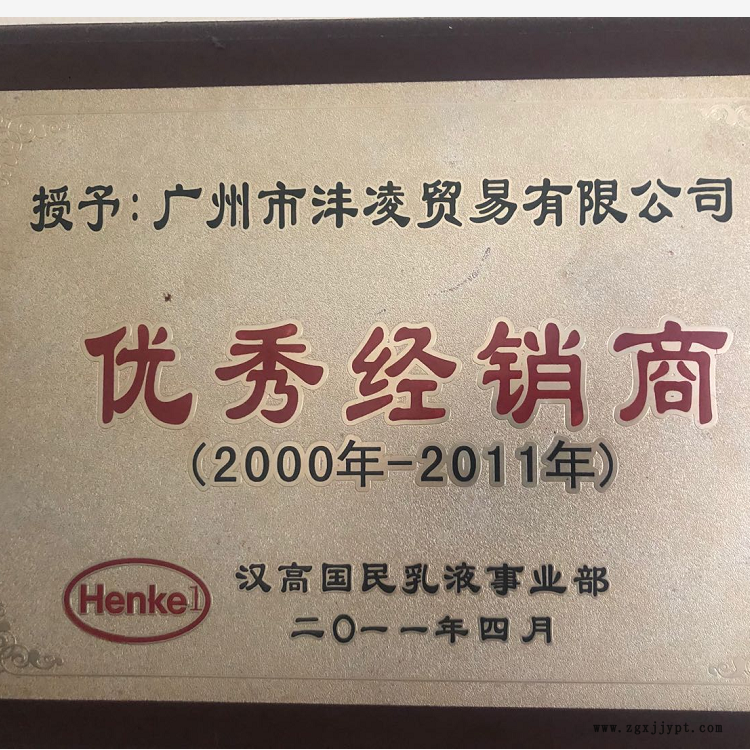 授予:广州市沣凌贸易有限公司
优秀经销商
(2000年-2011年)
Henkel
汉高国民乳液事业部
二〇一一年四月
www.zgxjjypt.com